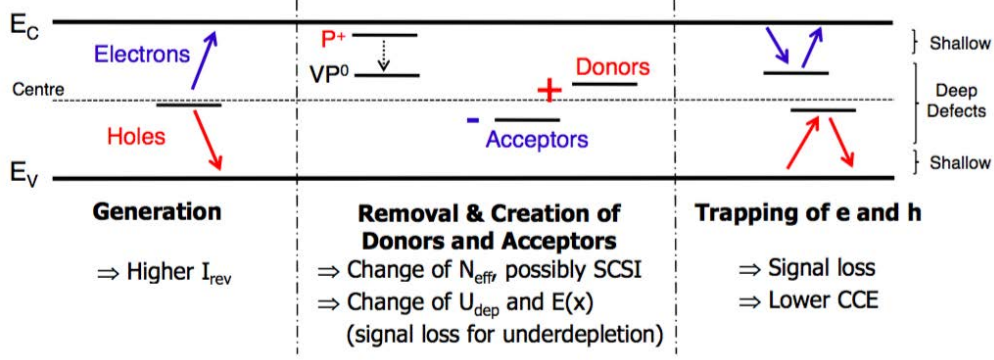 E_C
Electrons
Centre
Holes
E_V
P⁺
VP⁰
+
Donors
-
Acceptors
Shallow
Deep
Defects
Shallow
Generation
⇒ Higher I_rev
Removal & Creation of
Donors and Acceptors
⇒ Change of N_eff, possibly SCSI
⇒ Change of U_dep and E(x)
(signal loss for underdepletion)
Trapping of e and h
⇒ Signal loss
⇒ Lower CCE